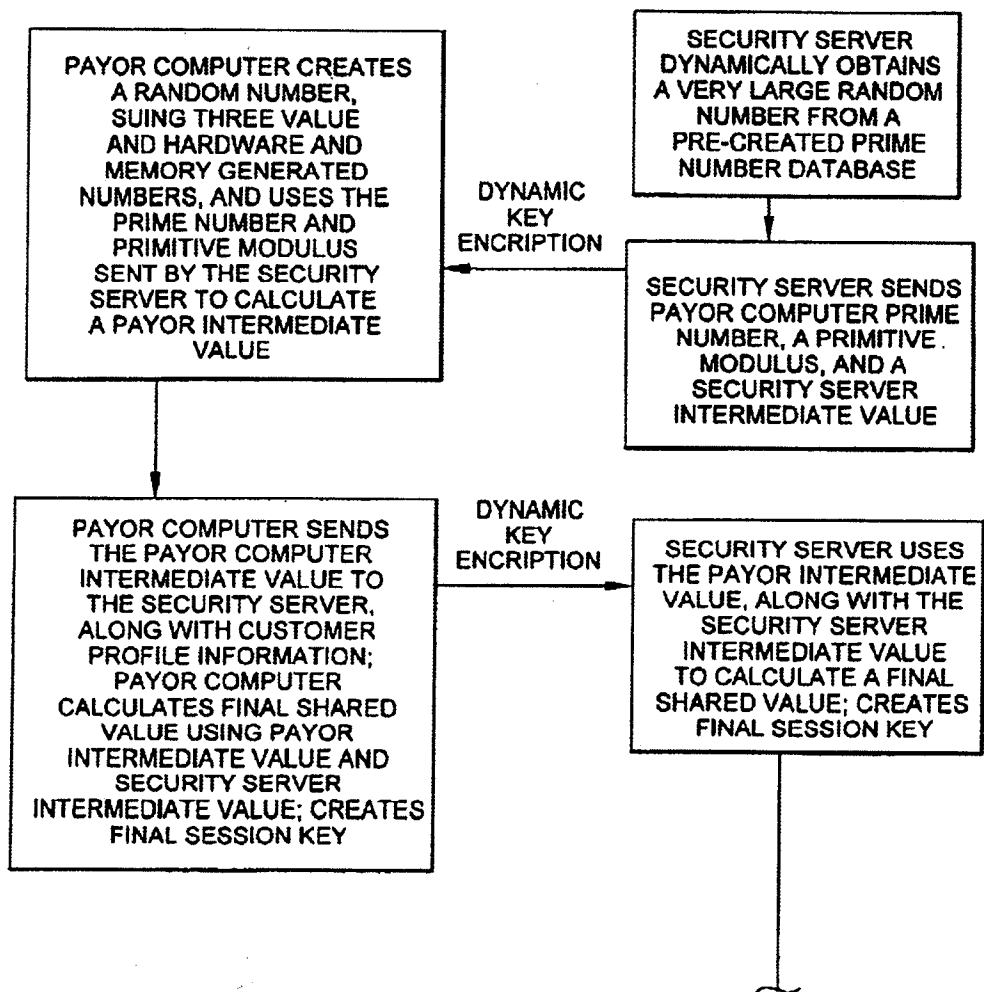 SECURITY SERVER
DYNAMICALLY OBTAINS
A VERY LARGE RANDOM
NUMBER FROM A
PRE-CREATED PRIME
NUMBER DATABASE
SECURITY SERVER SENDS
PAYOR COMPUTER PRIME
NUMBER, A PRIMITIVE
MODULUS, AND A
SECURITY SERVER
INTERMEDIATE VALUE
DYNAMIC
KEY
ENCRIPTION
PAYOR COMPUTER CREATES
A RANDOM NUMBER,
SUING THREE VALUE
AND HARDWARE AND
MEMORY GENERATED
NUMBERS, AND USES THE
PRIME NUMBER AND
PRIMITIVE MODULUS
SENT BY THE SECURITY
SERVER TO CALCULATE
A PAYOR INTERMEDIATE
VALUE
PAYOR COMPUTER SENDS
THE PAYOR COMPUTER
INTERMEDIATE VALUE TO
THE SECURITY SERVER,
ALONG WITH CUSTOMER
PROFILE INFORMATION;
PAYOR COMPUTER
CALCULATES FINAL SHARED
VALUE USING PAYOR
INTERMEDIATE VALUE AND
SECURITY SERVER
INTERMEDIATE VALUE; CREATES
FINAL SESSION KEY
DYNAMIC
KEY
ENCRIPTION
SECURITY SERVER USES
THE PAYOR INTERMEDIATE
VALUE, ALONG WITH THE
SECURITY SERVER
INTERMEDIATE VALUE
TO CALCULATE A FINAL
SHARED VALUE; CREATES
FINAL SESSION KEY